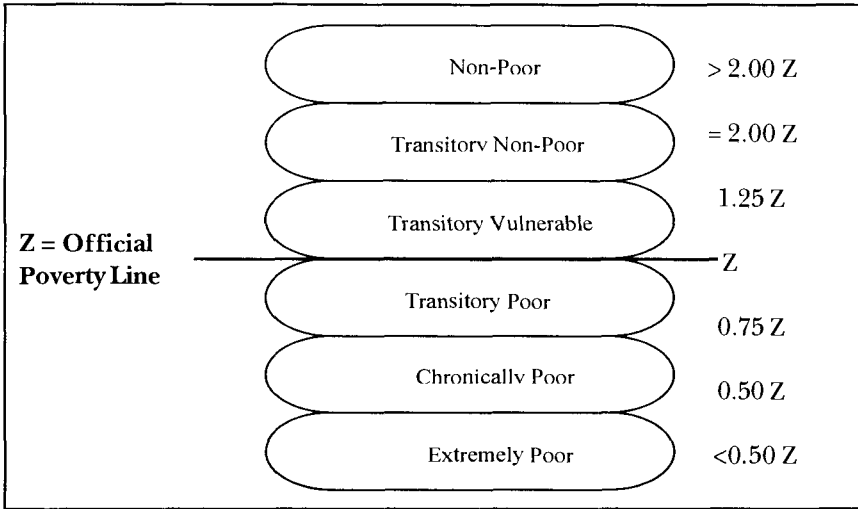 Non-Poor
> 2.00 Z
Transitory Non-Poor
= 2.00 Z
1.25 Z
Transitory Vulnerable
Z = Official
Poverty Line
Z
Transitory Poor
0.75 Z
Chronically Poor
0.50 Z
Extremely Poor
<0.50 Z